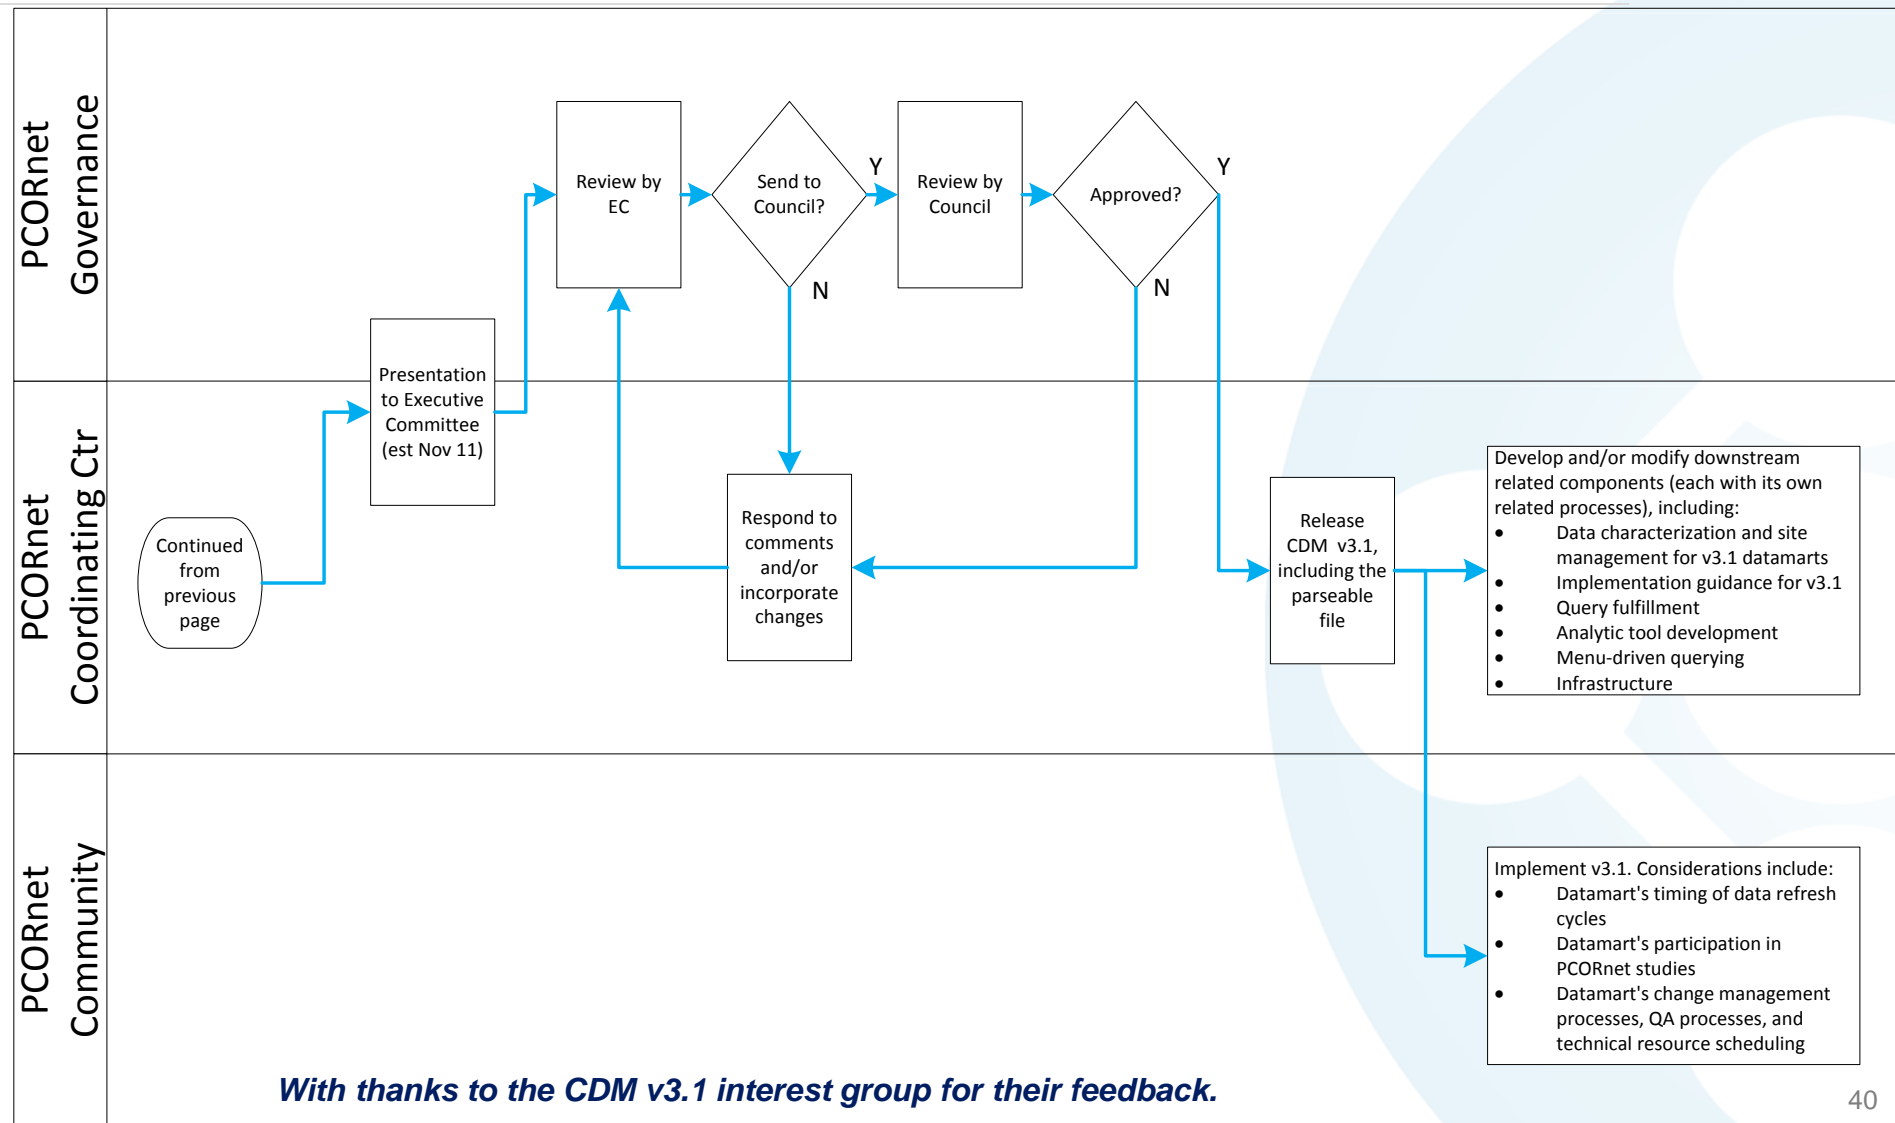 PCORnet
Governance
Review by
EC
Send to
Council?
Y
N
Review by
Council
Approved?
Y
N
Presentation
to Executive
Committee
(est Nov 11)
PCORnet
Coordinating Ctr
Continued
from
previous
page
Respond to
comments
and/or
incorporate
changes
Release
CDM v3.1,
including the
parseable
file
Develop and/or modify downstream
related components (each with its own
related processes), including:
• Data characterization and site
management for v3.1 datamarts
• Implementation guidance for v3.1
• Query fulfillment
• Analytic tool development
• Menu-driven querying
• Infrastructure
PCORnet
Community
Implement v3.1. Considerations include:
• Datamart's timing of data refresh
cycles
• Datamart's participation in
PCORnet studies
• Datamart's change management
processes, QA processes, and
technical resource scheduling
With thanks to the CDM v3.1 interest group for their feedback.
40